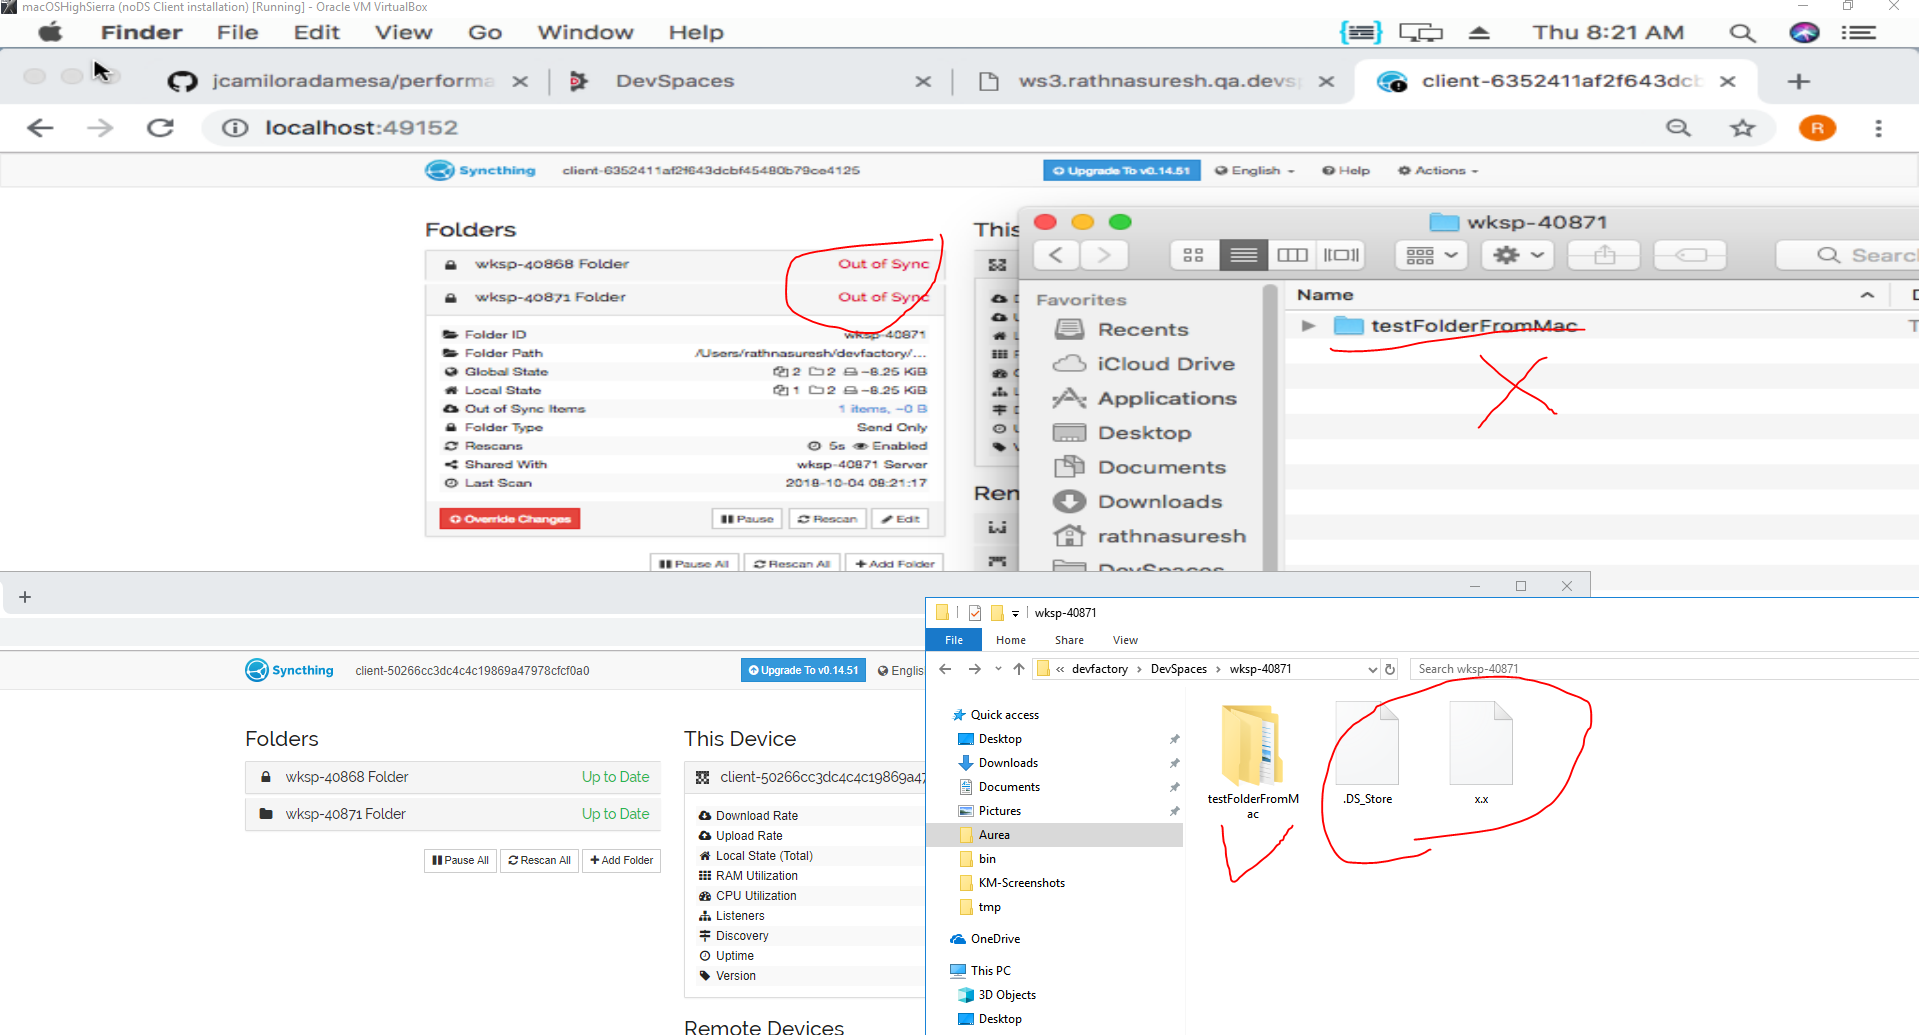 macOSHighSierra (noDS Client installation) [Running] - Oracle VM VirtualBox
Finder File Edit View Go Window Help Thu 8:21 AM
jcamiloradamesa/performa DevSpaces ws3.rathnasuresh.qa.devs client-6352411af2f643dcb
localhost:49152 R
Syncthing client-6352411af2f643dcbf45480b79ce4125 Upgrade To v0.14.51 English Help Actions
Folders
wksp-40868 Folder Out of Sync
wksp-40871 Folder Out of Sync
Folder ID wksp-40871
Folder Path /Users/rathnasuresh/devfactory/...
Global State 2 2 ~8.25 KiB
Local State 1 2 ~8.25 KiB
Out of Sync Items 1 items, ~0 B
Folder Type Send Only
Rescans 5s Enabled
Shared With wksp-40871 Server
Last Scan 2018-10-04 08:21:17
Override Changes Pause Rescan Edit
Pause All Rescan All Add Folder
This
Ren
wksp-40871
Searc
Favorites
Recents
iCloud Drive
Applications
Desktop
Documents
Downloads
rathnasuresh
DevSpaces
Name
testFolderFromMac
Syncthing client-50266cc3dc4c4c19869a47978cfcf0a0 Upgrade To v0.14.51 Englis
Folders
wksp-40868 Folder Up to Date
wksp-40871 Folder Up to Date
Pause All Rescan All Add Folder
This Device
client-50266cc3dc4c4c19869a47
Download Rate
Upload Rate
Local State (Total)
RAM Utilization
CPU Utilization
Listeners
Discovery
Uptime
Version
Remote Devices
wksp-40871
File Home Share View
« devfactory › DevSpaces › wksp-40871 Search wksp-40871
Quick access
Desktop
Downloads
Documents
Pictures
Aurea
bin
KM-Screenshots
tmp
OneDrive
This PC
3D Objects
Desktop
testFolderFromM
ac
.DS_Store
x.x